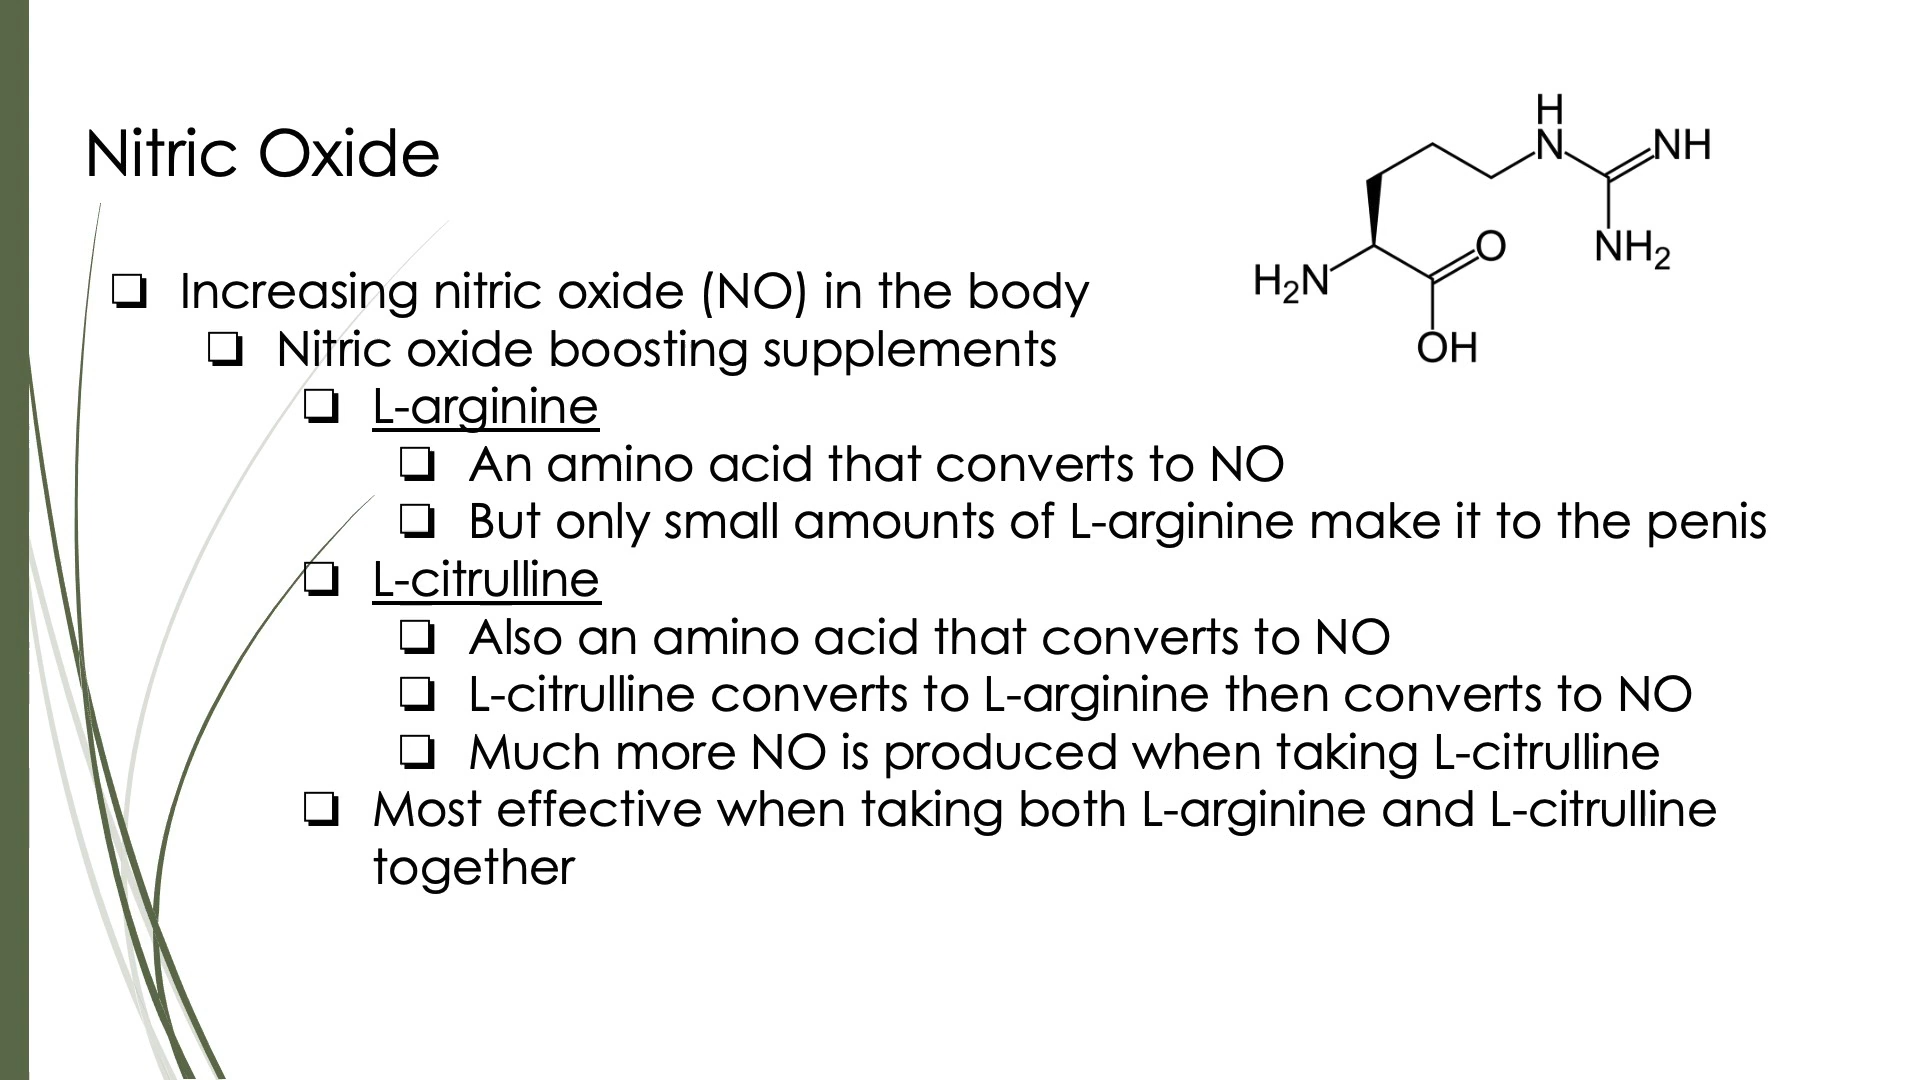 Nitric Oxide
Increasing nitric oxide (NO) in the body
Nitric oxide boosting supplements
L-arginine
An amino acid that converts to NO
But only small amounts of L-arginine make it to the penis
L-citrulline
Also an amino acid that converts to NO
L-citrulline converts to L-arginine then converts to NO
Much more NO is produced when taking L-citrulline
Most effective when taking both L-arginine and L-citrulline
together
H
N
NH
NH₂
O
H₂N
OH